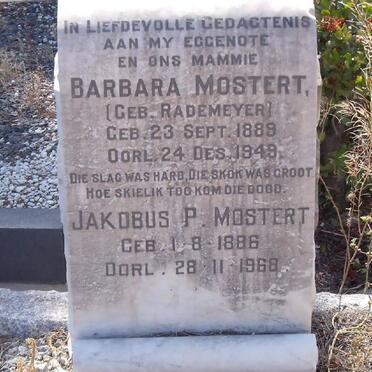 IN LIEFDEVOLLE GEDAGTENIS
AAN MY EGGENOTE
EN ONS MAMMIE
BARBARA MOSTERT,
(GEB. RADEMEYER)
GEB. 23 SEPT. 1889
OORL. 24 DES. 1949.
DIE SLAG WAS HARD, DIE SKOK WAS GROOT
HOE SKIELIK TOG KOM DIE DOOD.
JAKOBUS P. MOSTERT
GEB. 1-8-1886
OORL. 28-11-1968